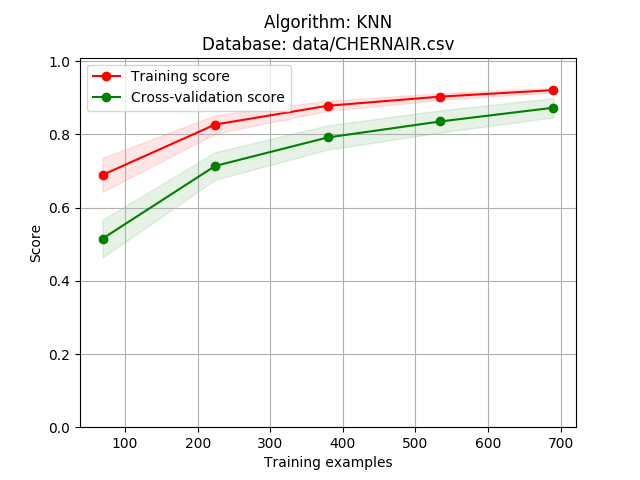 Algorithm: KNN
Database: data/CHERNAIR.csv
Training score
Cross-validation score
1.0
0.8
0.6
0.4
0.2
0.0
Score
100 200 300 400 500 600 700
Training examples